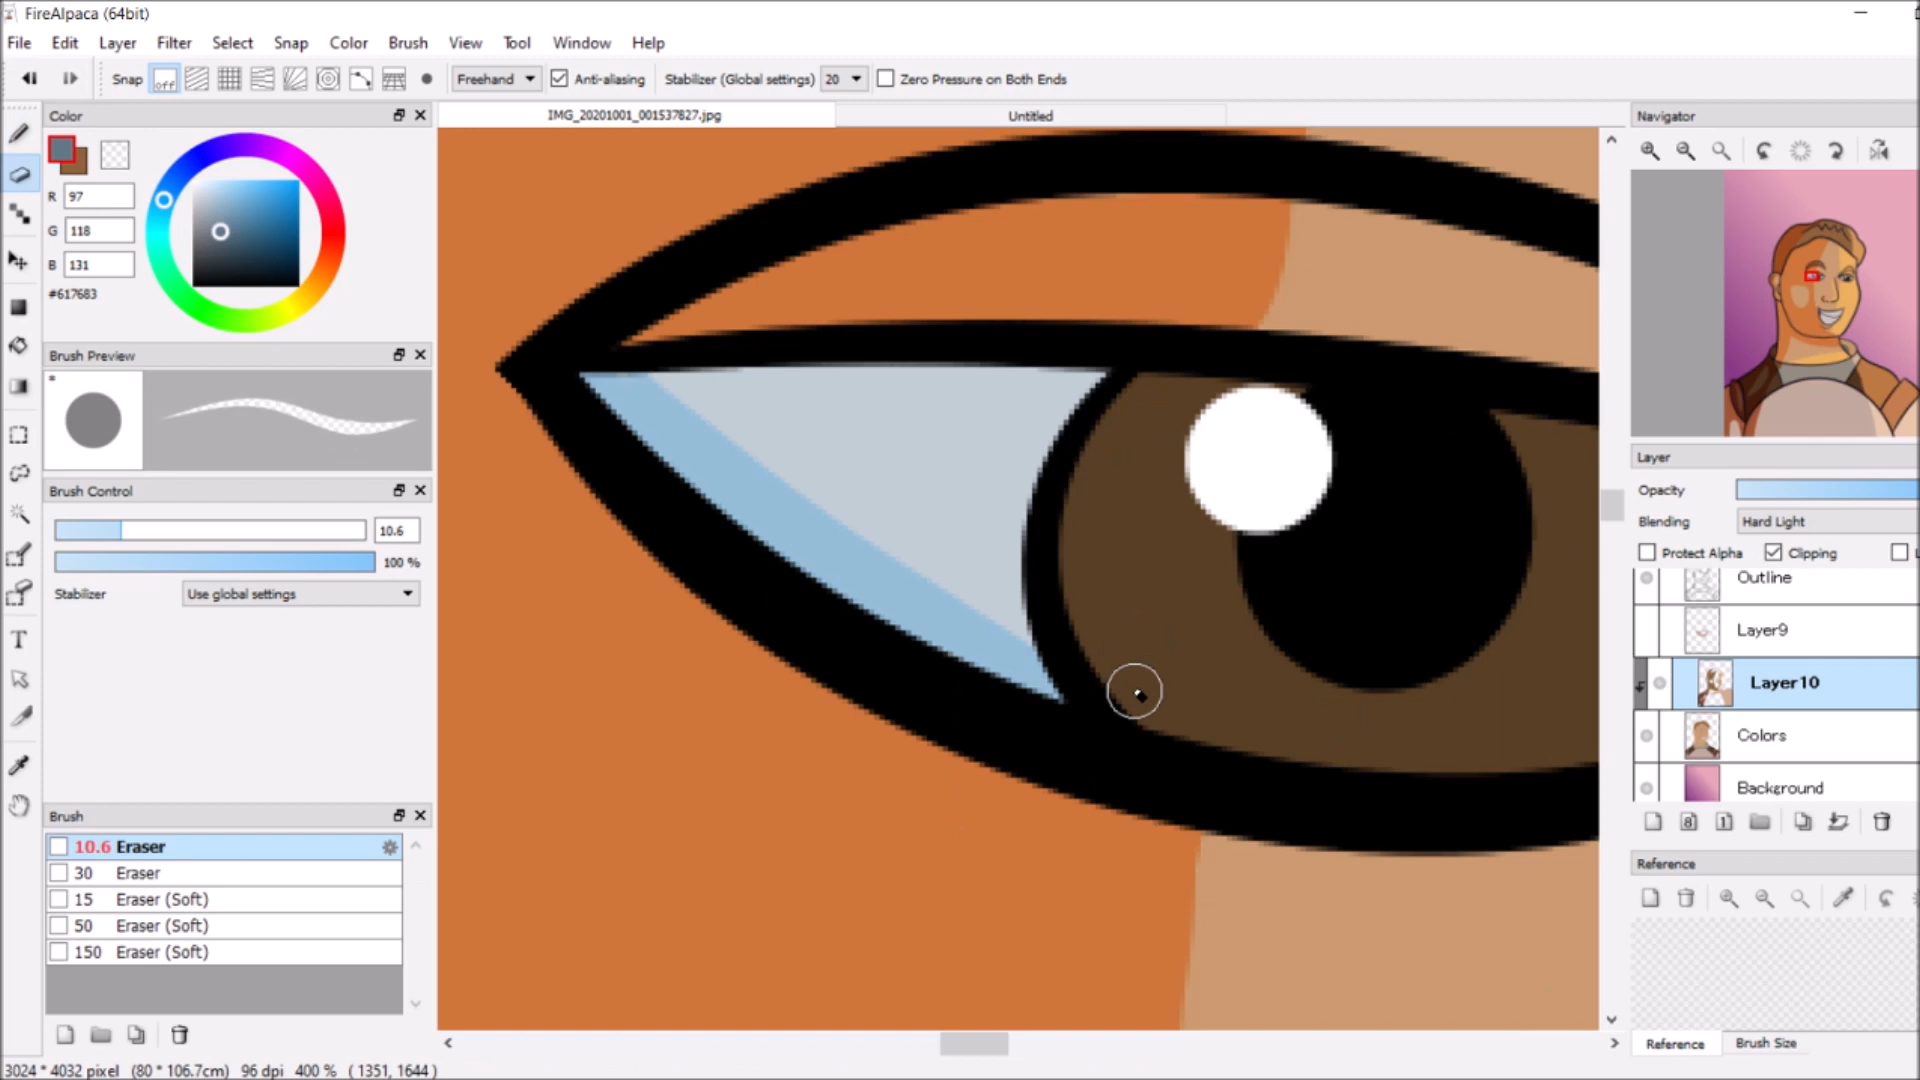 FireAlpaca (64bit)
File Edit Layer Filter Select Snap Color Brush View Tool Window Help
Snap off Freehand Anti-aliasing Stabilizer (Global settings) 20 Zero Pressure on Both Ends
Color
IMG_20201001_001537827.jpg
Untitled
Navigator
R 97
G 118
B 131
#617683
Brush Preview
*
Layer
Brush Control
Opacity
10.6
Blending Hard Light
100 %
Protect Alpha Clipping
Stabilizer Use global settings
Outline
Layer9
Layer10
Colors
Background
8 1
Brush
10.6 Eraser
30 Eraser
15 Eraser (Soft)
50 Eraser (Soft)
150 Eraser (Soft)
Reference
T
Reference Brush Size
3024 * 4032 pixel (80 * 106.7cm) 96 dpi 400 % ( 1351, 1644 )